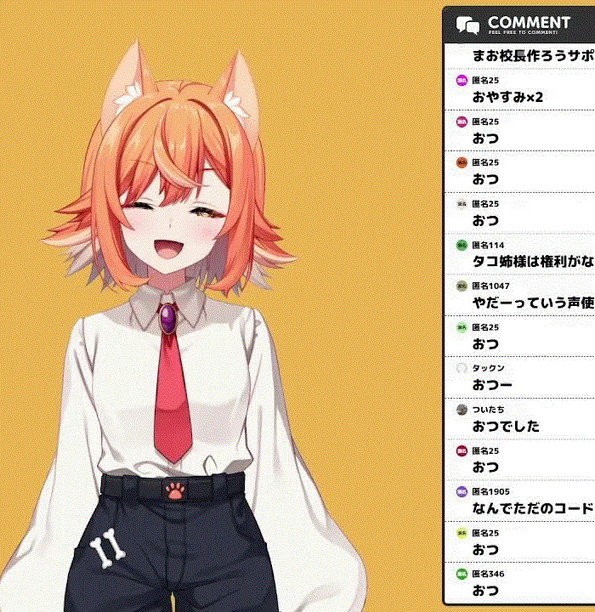 COMMENT
FEEL FREE TO COMMENT!
まお校長作ろうサポ
匿名25
おやすみ×2
匿名25
おつ
匿名25
おつ
匿名25
おつ
匿名114
タコ姉様は権利がな
匿名1047
やだーっていう声使
匿名25
おつ
タックン
おつー
ついたち
おつでした
匿名25
おつ
匿名1905
なんでただのコード
匿名25
おつ
匿名346
おつ